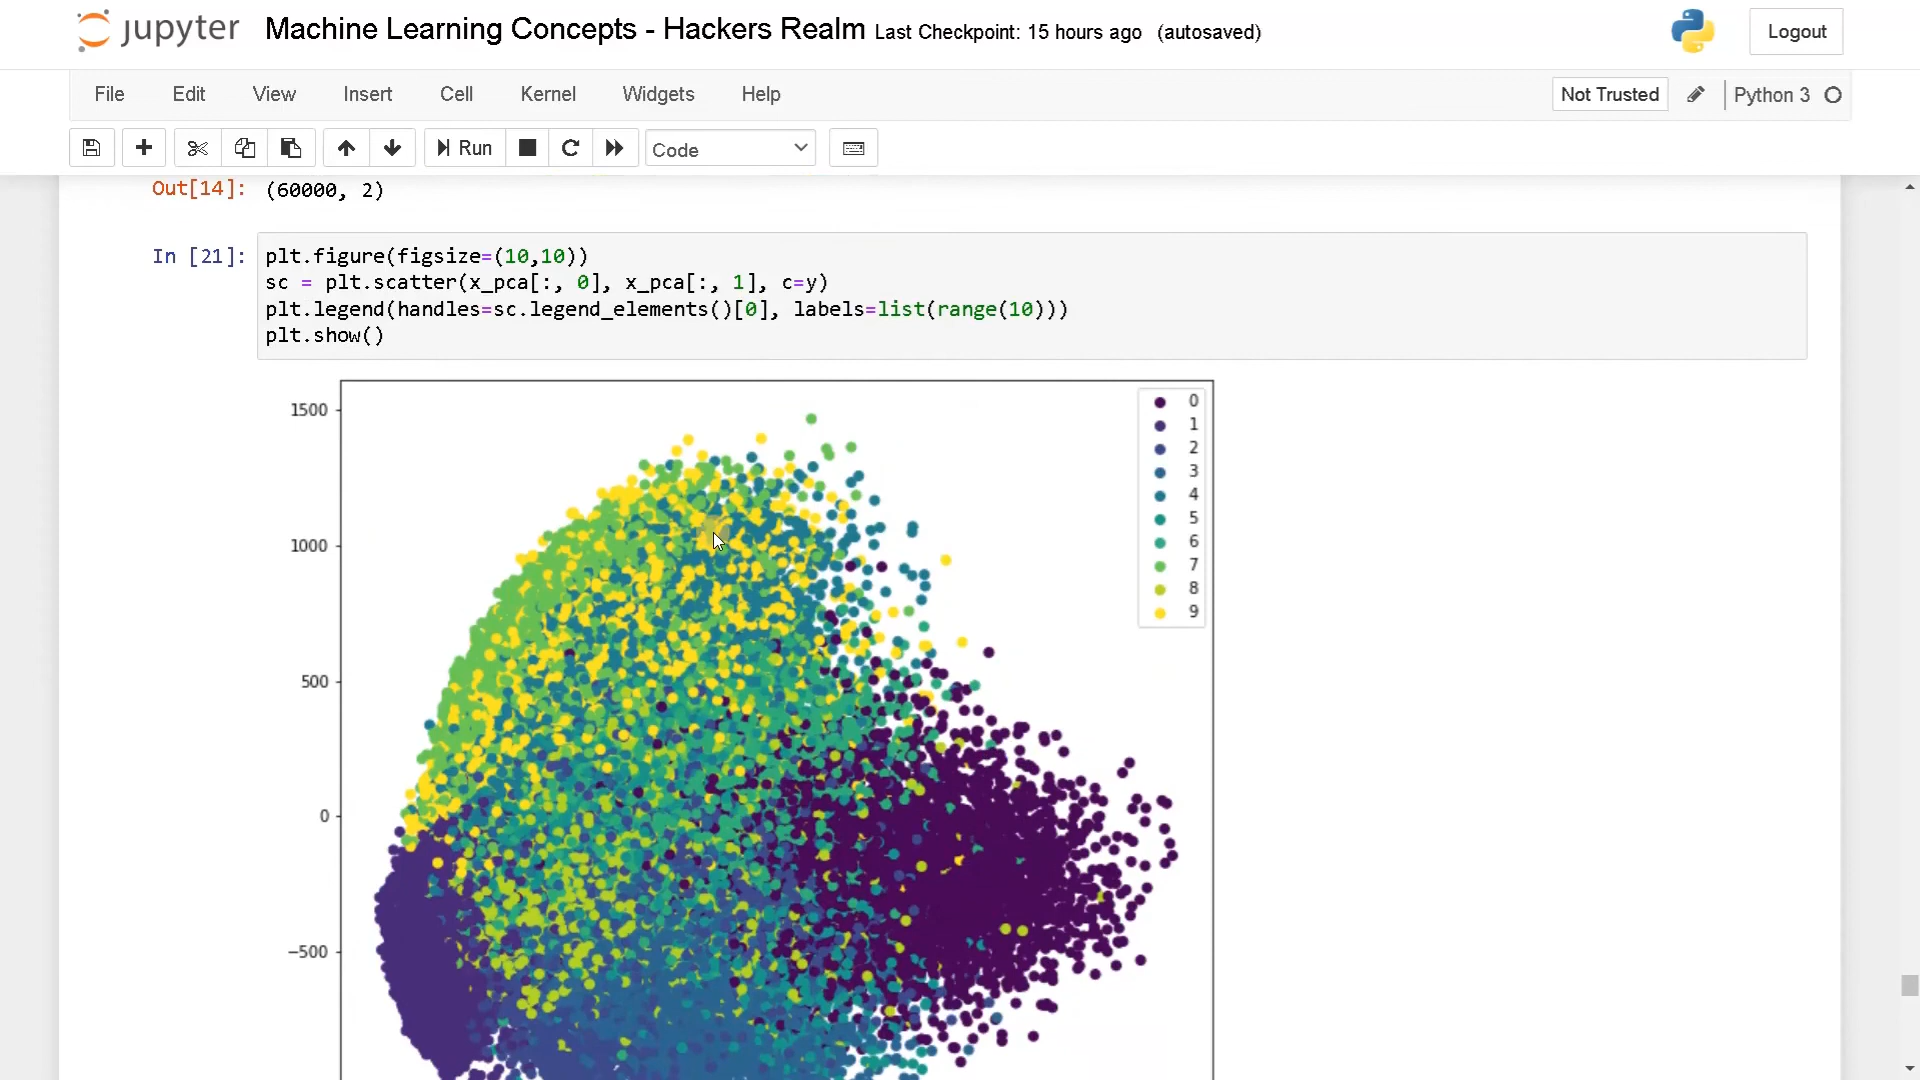 jupyter Machine Learning Concepts - Hackers Realm Last Checkpoint: 15 hours ago (autosaved) Logout
File Edit View Insert Cell Kernel Widgets Help Not Trusted Python 3
Run Code
Out[14]: (60000, 2)
In [21]: plt.figure(figsize=(10,10))
sc = plt.scatter(x_pca[:, 0], x_pca[:, 1], c=y)
plt.legend(handles=sc.legend_elements()[0], labels=list(range(10)))
plt.show()
1500
1000
500
0
−500
0
1
2
3
4
5
6
7
8
9